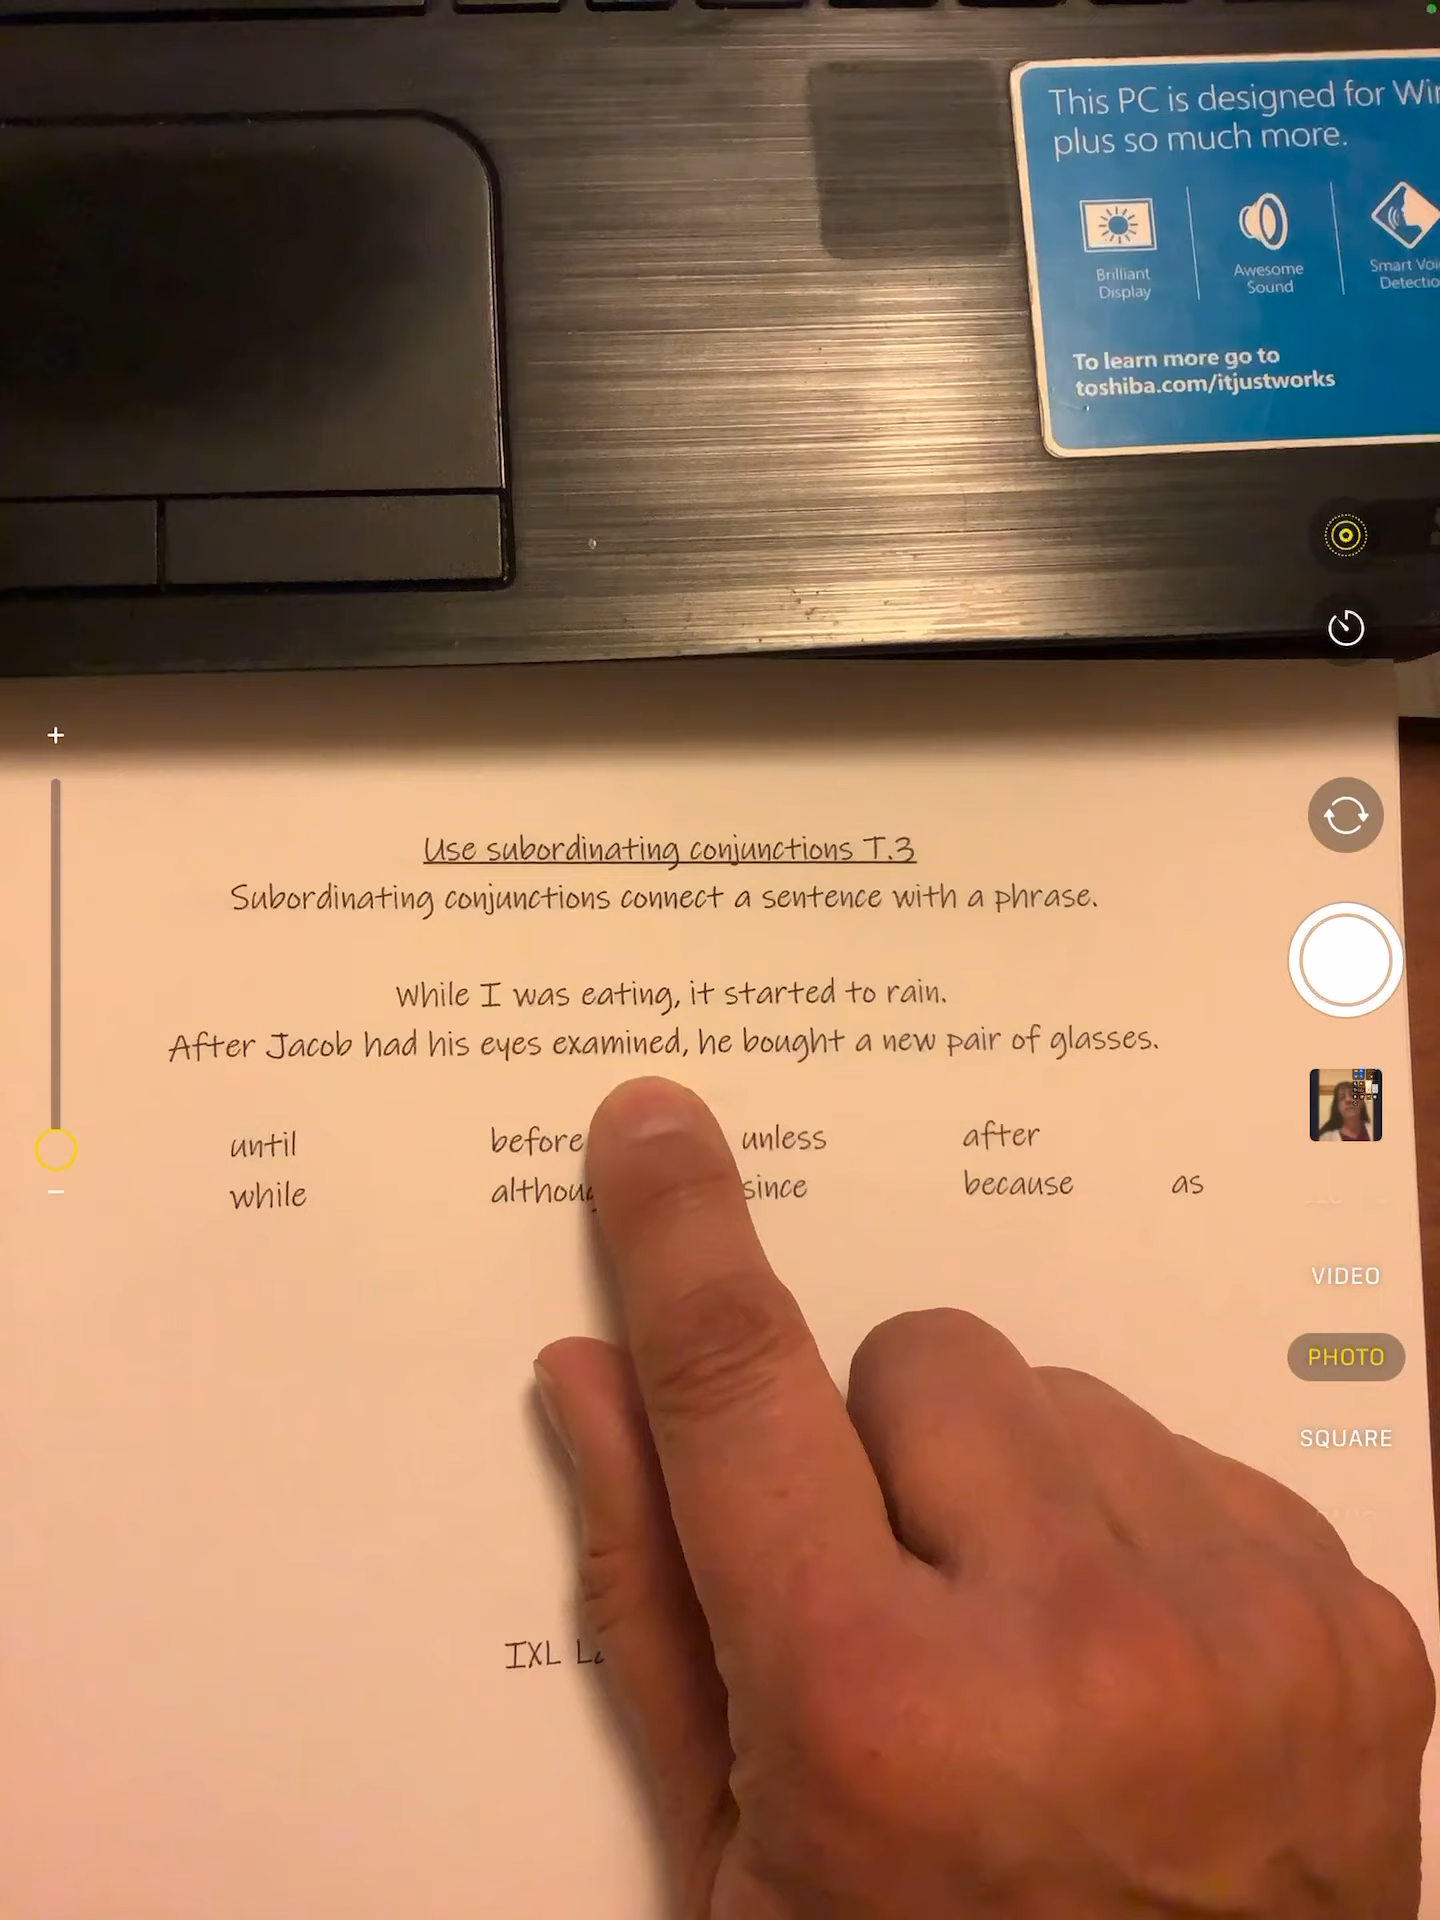 This PC is designed for
plus so much more.
Brilliant
Display
Awesome
Sound
Smart
To learn more go to
toshiba.com/itjustworks
Use subordinating conjunctions T.3
Subordinating conjunctions connect a sentence with a phrase.
While I was eating, it started to rain.
After Jacob had his eyes examined, he bought a new pair of glasses.
until before unless after
while since because as
IXL
VIDEO
PHOTO
SQUARE